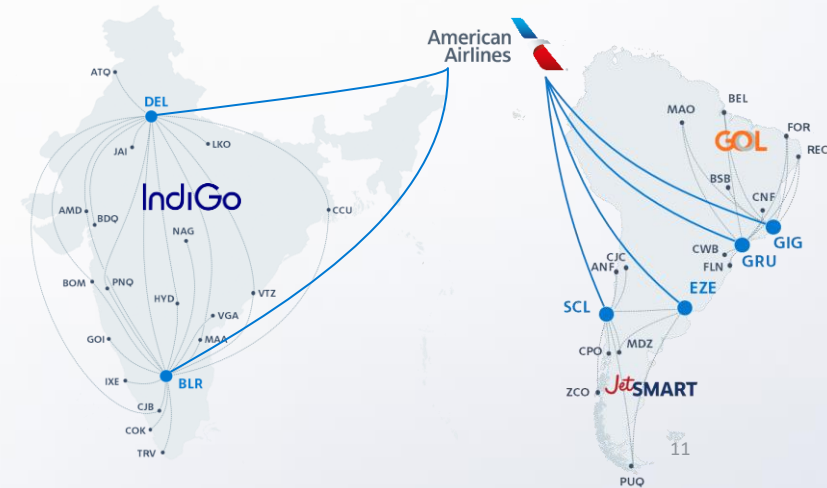 American
Airlines
ATQ
DEL
JAI
LKO
IndiGo
AMD
BDQ
CCU
NAG
BOM
PNQ
HYD
VTZ
VGA
GOI
MAA
IXE
BLR
CJB
COK
TRV
MAO
BEL
GOL
FOR
REC
BSB
CNF
GIG
CWB
GRU
FLN
CJC
ANF
EZE
SCL
CPO
MDZ
ZCO
JetSMART
11
PUQ